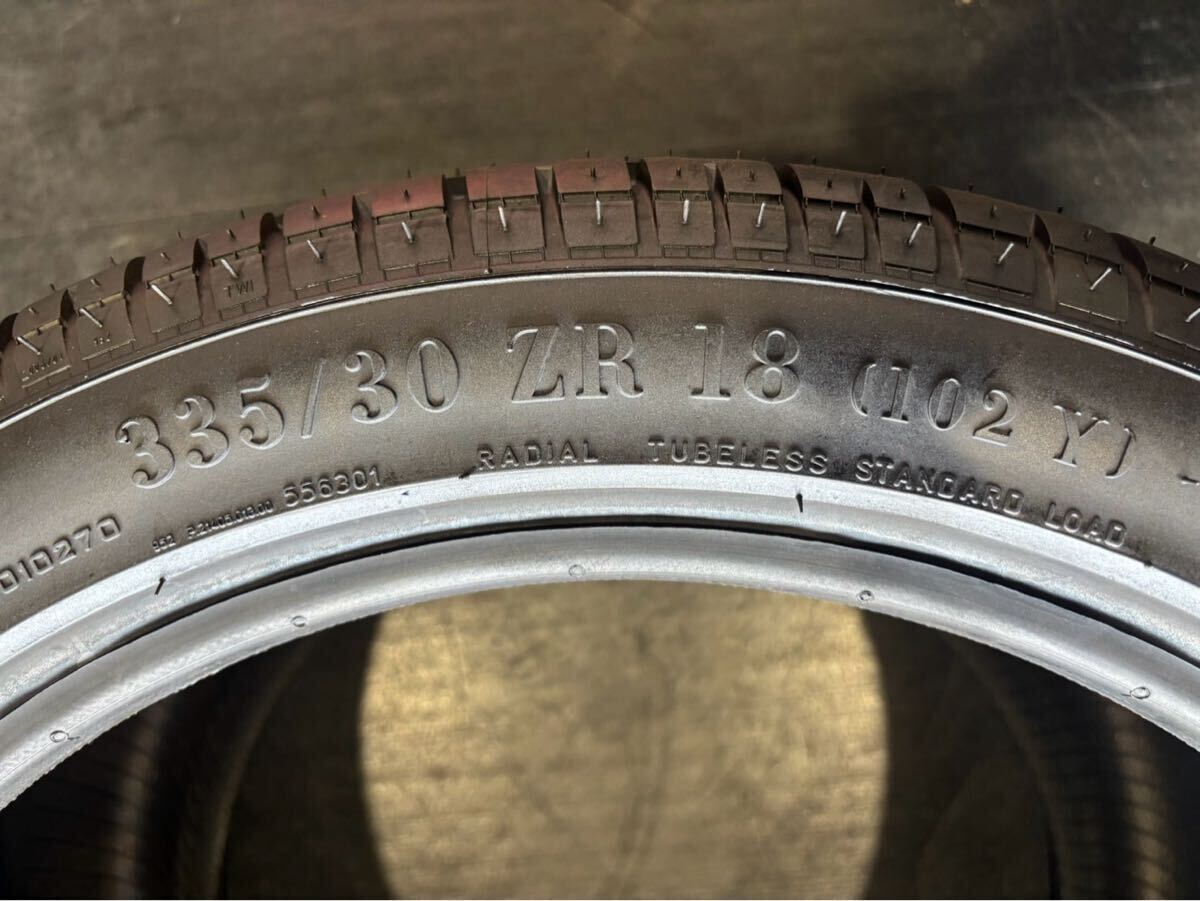 TWI
335/30 ZR 18 (102 Y)
RADIAL TUBELESS STANDARD LOAD
010270
556301